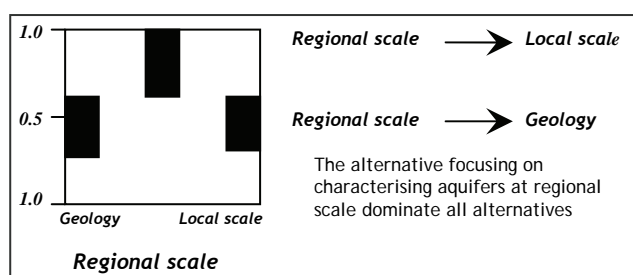 1.0
0.5
1.0
Geology Local scale
Regional scale
Regional scale Local scale
Regional scale Geology
The alternative focusing on
characterising aquifers at regional
scale dominate all alternatives